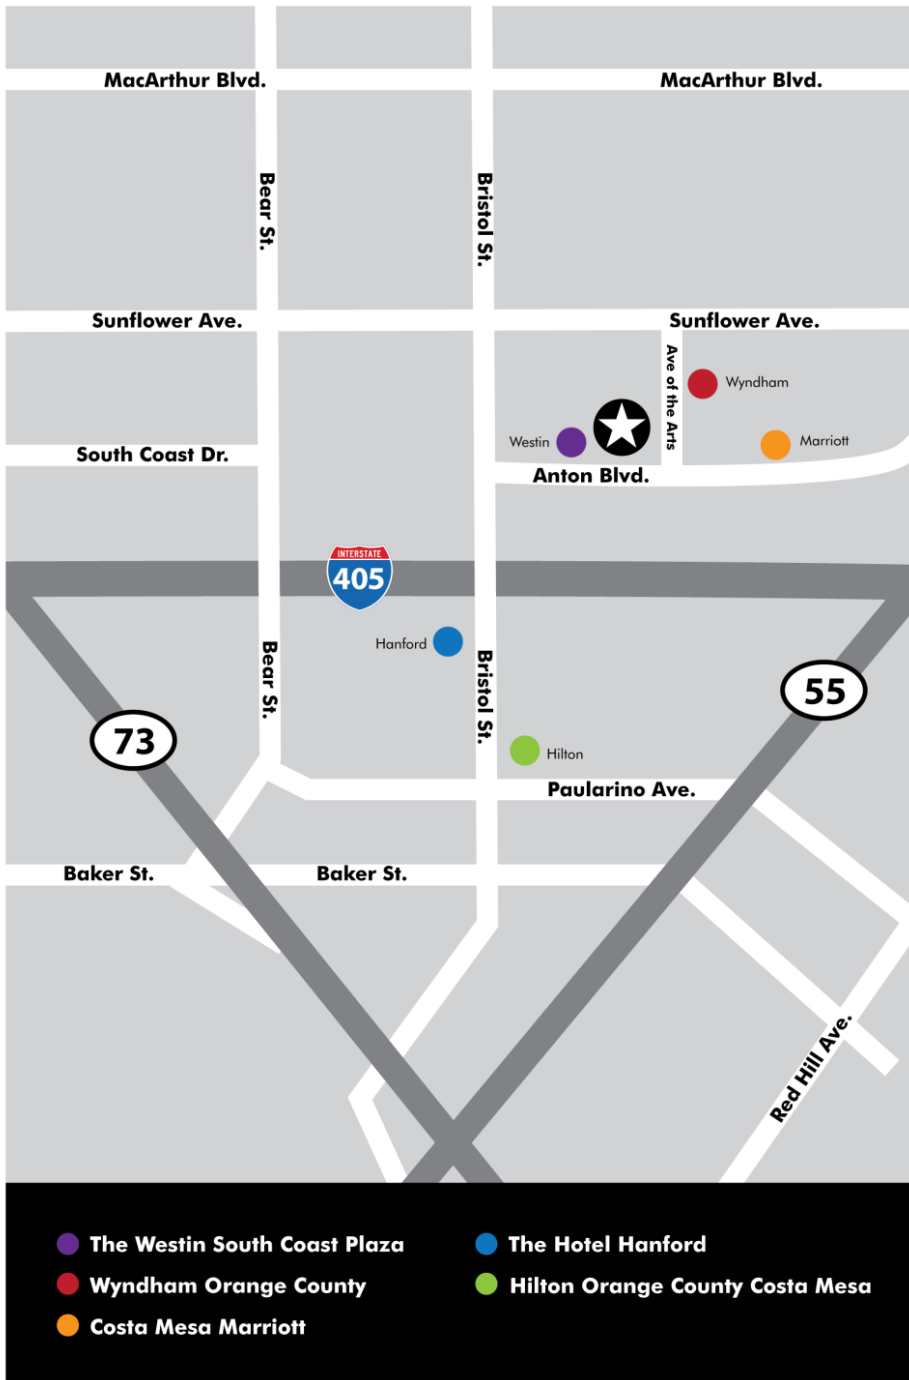 MacArthur Blvd.
MacArthur Blvd.
Bear St.
Bristol St.
Sunflower Ave.
Sunflower Ave.
Ave of the Arts
Wyndham
Westin
Marriott
South Coast Dr.
Anton Blvd.
INTERSTATE
405
Hanford
Bear St.
Bristol St.
55
73
Hilton
Paularino Ave.
Baker St.
Baker St.
Red Hill Ave.
The Westin South Coast Plaza
Wyndham Orange County
Costa Mesa Marriott
The Hotel Hanford
Hilton Orange County Costa Mesa